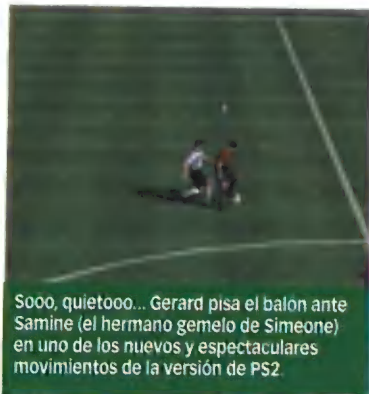 Sooo, quietooo... Gerard pisa el balón ante
Samine (el hermano gemelo de Simeone)
en uno de los nuevos y espectaculares
movimientos de la versión de PS2.